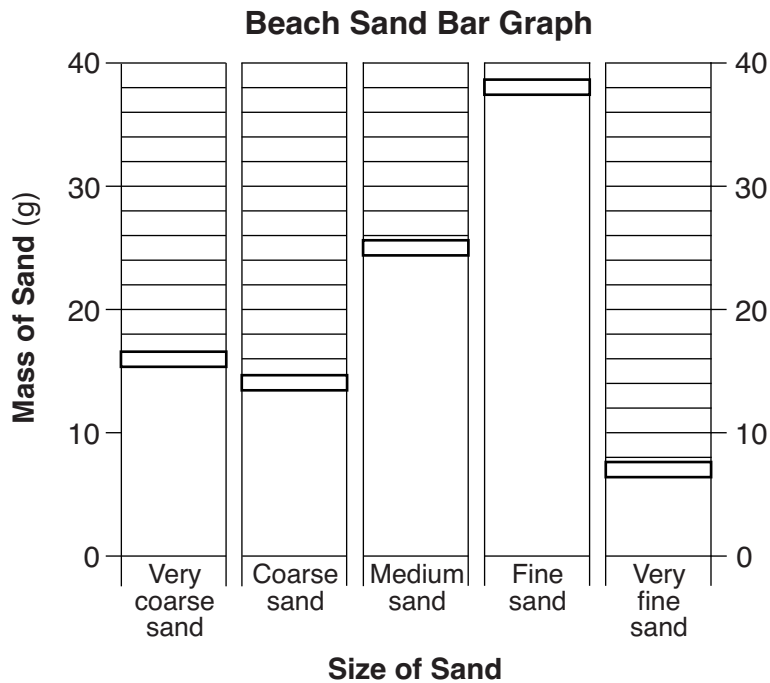 Beach Sand Bar Graph
40 40
30 30
20 20
10 10
0 0
Mass of Sand (g)
Very coarse sand
Coarse sand
Medium sand
Fine sand
Very fine sand
Size of Sand